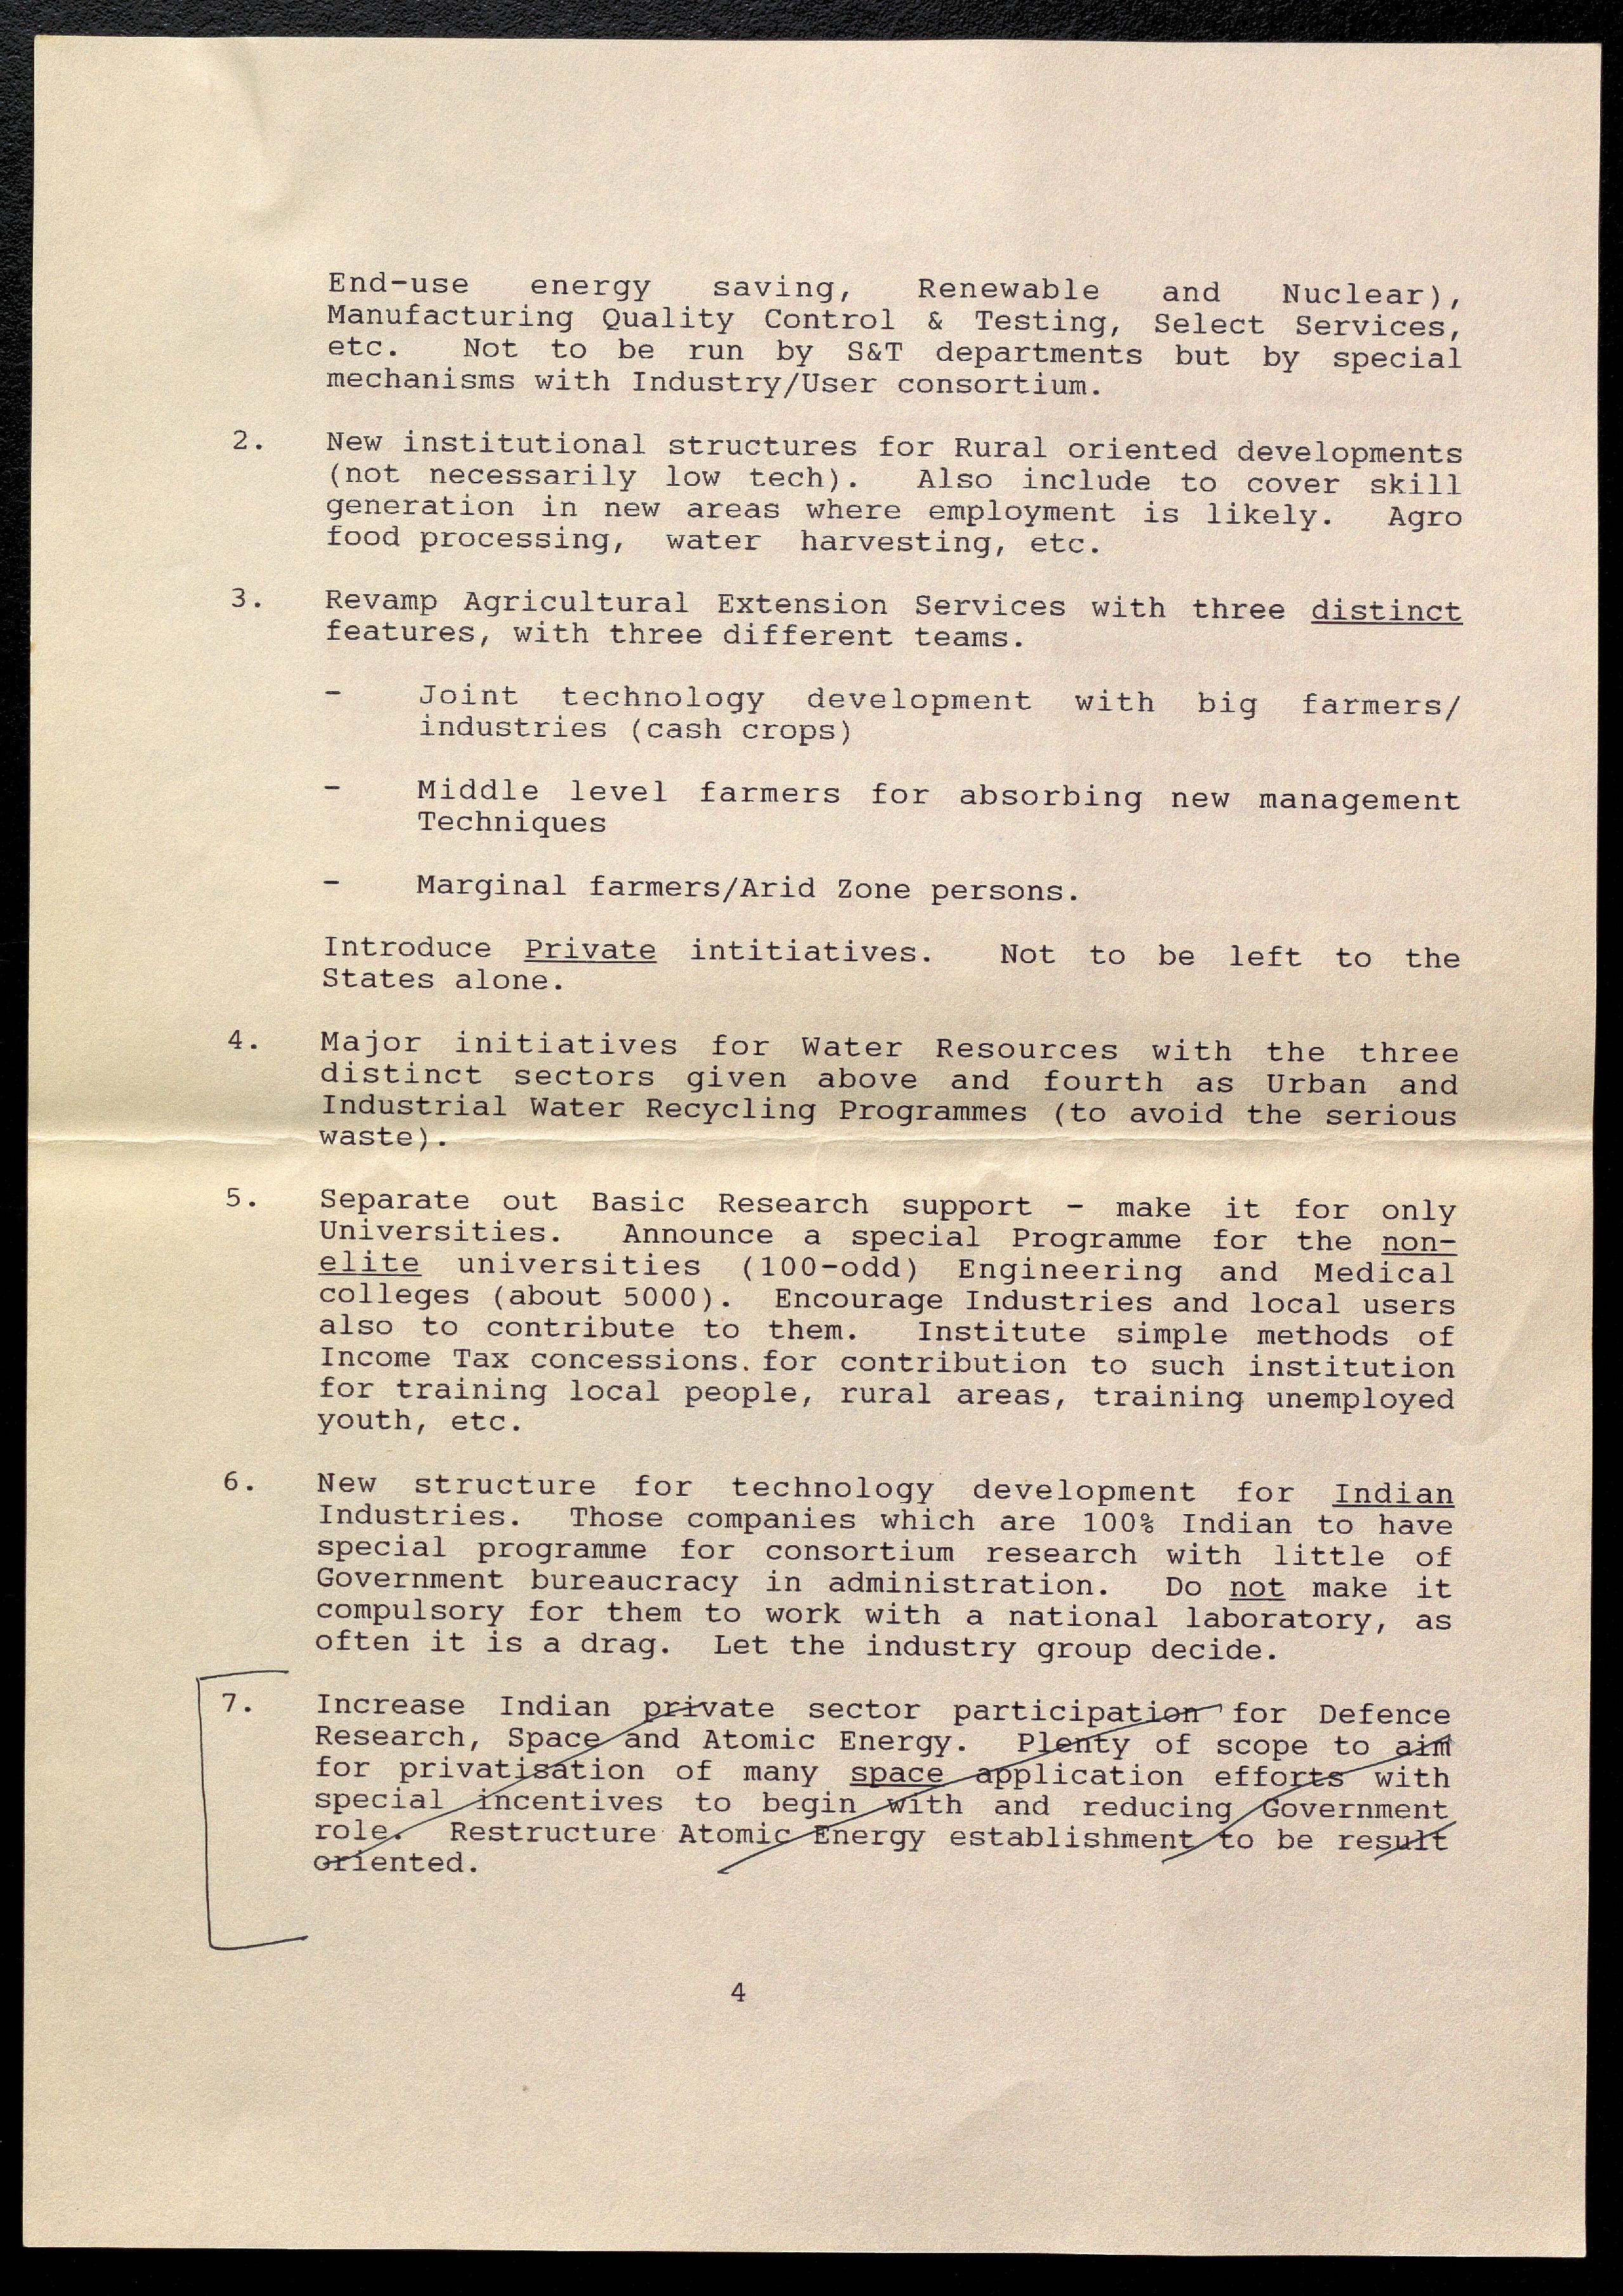 End-use energy saving, Renewable and Nuclear),
Manufacturing Quality Control & Testing, Select Services,
etc. Not to be run by S&T departments but by special
mechanisms with Industry/User consortium.
2. New institutional structures for Rural oriented developments
(not necessarily low tech). Also include to cover skill
generation in new areas where employment is likely. Agro
food processing, water harvesting, etc.
3. Revamp Agricultural Extension Services with three distinct
features, with three different teams.
- Joint technology development with big farmers/
industries (cash crops)
- Middle level farmers for absorbing new management
Techniques
- Marginal farmers/Arid Zone persons.
Introduce Private intitiatives. Not to be left to the
States alone.
4. Major initiatives for Water Resources with the three
distinct sectors given above and fourth as Urban and
Industrial Water Recycling Programmes (to avoid the serious
waste).
5. Separate out Basic Research support - make it for only
Universities. Announce a special Programme for the non-
elite universities (100-odd) Engineering and Medical
colleges (about 5000). Encourage Industries and local users
also to contribute to them. Institute simple methods of
Income Tax concessions. for contribution to such institution
for training local people, rural areas, training unemployed
youth, etc.
6. New structure for technology development for Indian
Industries. Those companies which are 100% Indian to have
special programme for consortium research with little of
Government bureaucracy in administration. Do not make it
compulsory for them to work with a national laboratory, as
often it is a drag. Let the industry group decide.
7. Increase Indian private sector participation for Defence
Research, Space and Atomic Energy. Plenty of scope to aim
for privatisation of many space application efforts with
special incentives to begin with and reducing Government
role. Restructure Atomic Energy establishment to be result
oriented.
4